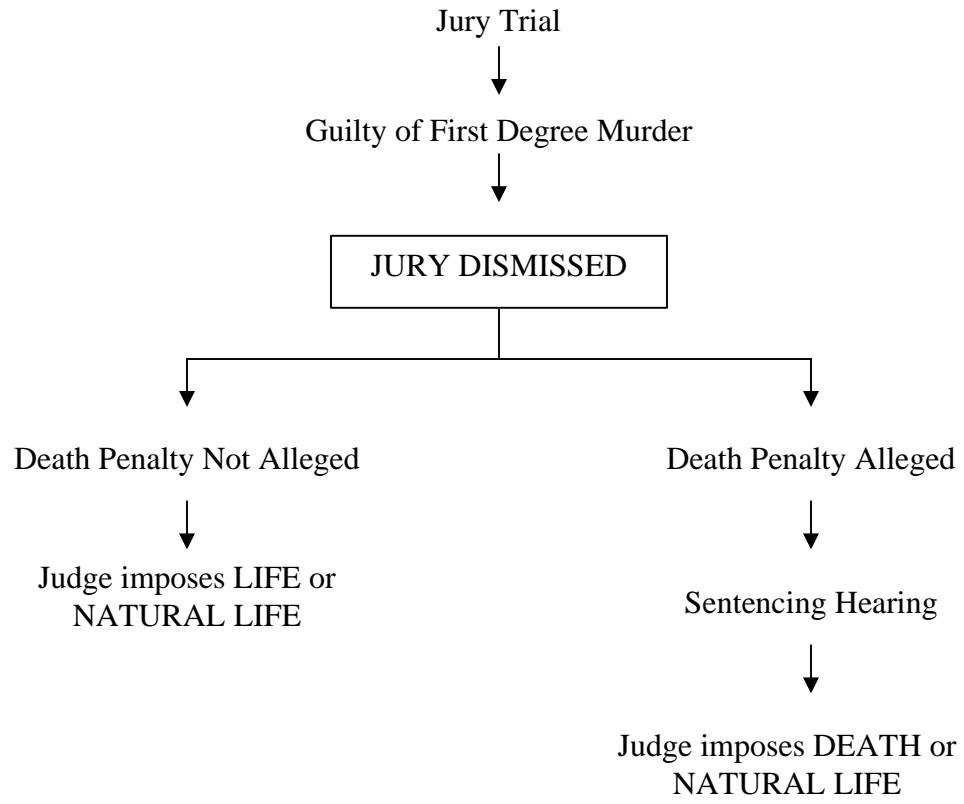 Jury Trial
Guilty of First Degree Murder
JURY DISMISSED
Death Penalty Not Alleged
Judge imposes LIFE or
NATURAL LIFE
Death Penalty Alleged
Sentencing Hearing
Judge imposes DEATH or
NATURAL LIFE